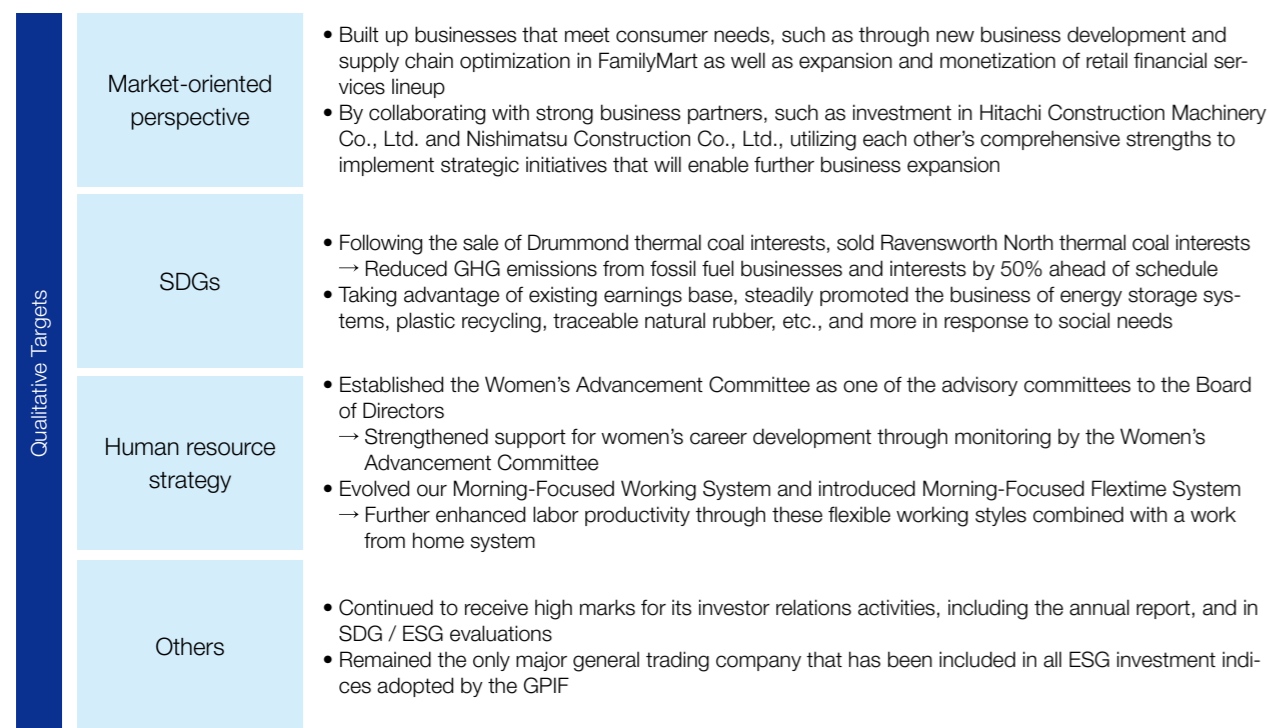 Qualitative Targets
Market-oriented
perspective
• Built up businesses that meet consumer needs, such as through new business development and
supply chain optimization in FamilyMart as well as expansion and monetization of retail financial ser-
vices lineup
• By collaborating with strong business partners, such as investment in Hitachi Construction Machinery
Co., Ltd. and Nishimatsu Construction Co., Ltd., utilizing each other's comprehensive strengths to
implement strategic initiatives that will enable further business expansion
SDGs
• Following the sale of Drummond thermal coal interests, sold Ravensworth North thermal coal interests
→ Reduced GHG emissions from fossil fuel businesses and interests by 50% ahead of schedule
• Taking advantage of existing earnings base, steadily promoted the business of energy storage sys-
tems, plastic recycling, traceable natural rubber, etc., and more in response to social needs
Human resource
strategy
• Established the Women's Advancement Committee as one of the advisory committees to the Board
of Directors
→ Strengthened support for women's career development through monitoring by the Women's
Advancement Committee
• Evolved our Morning-Focused Working System and introduced Morning-Focused Flextime System
→ Further enhanced labor productivity through these flexible working styles combined with a work
from home system
Others
• Continued to receive high marks for its investor relations activities, including the annual report, and in
SDG / ESG evaluations
• Remained the only major general trading company that has been included in all ESG investment indi-
ces adopted by the GPIF